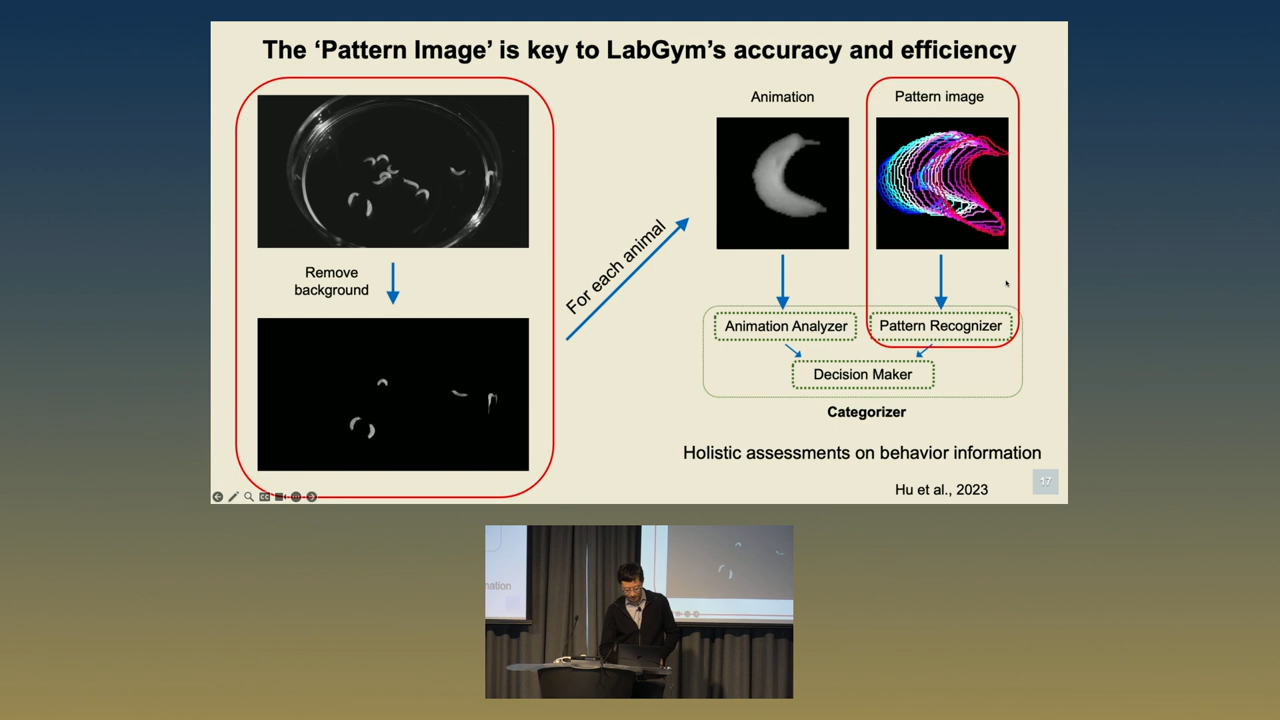 The ‘Pattern Image’ is key to LabGym’s accuracy and efficiency
Remove
background
For each animal
Animation
Pattern image
Animation Analyzer
Pattern Recognizer
Decision Maker
Categorizer
Holistic assessments on behavior information
Hu et al., 2023
17